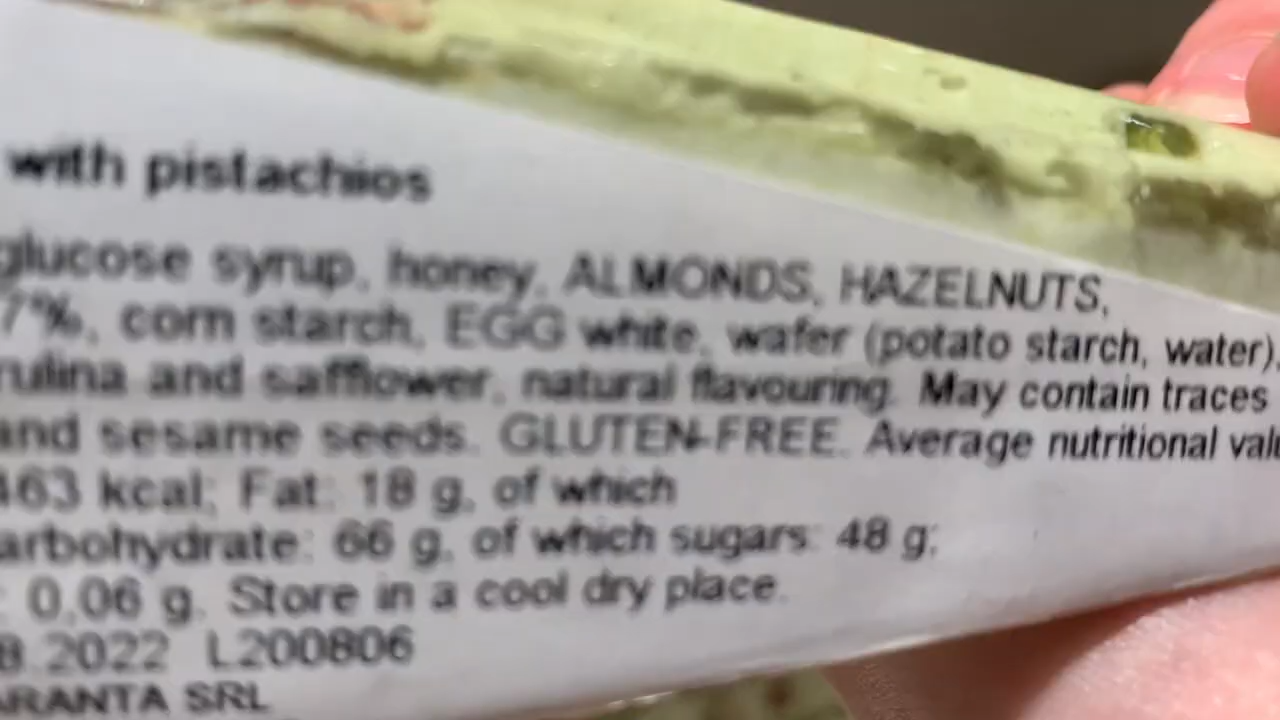 with pistachios
glucose syrup, honey, ALMONDS, HAZELNUTS,
7%, corn starch, EGG white, wafer (potato starch, water),
rulina and safflower, natural flavouring. May contain traces
and sesame seeds. GLUTEN-FREE. Average nutritional valu
463 kcal; Fat: 18 g, of which
arbohydrate: 66 g, of which sugars: 48 g;
: 0,06 g. Store in a cool dry place.
8.2022 L200806
ARANTA SRL